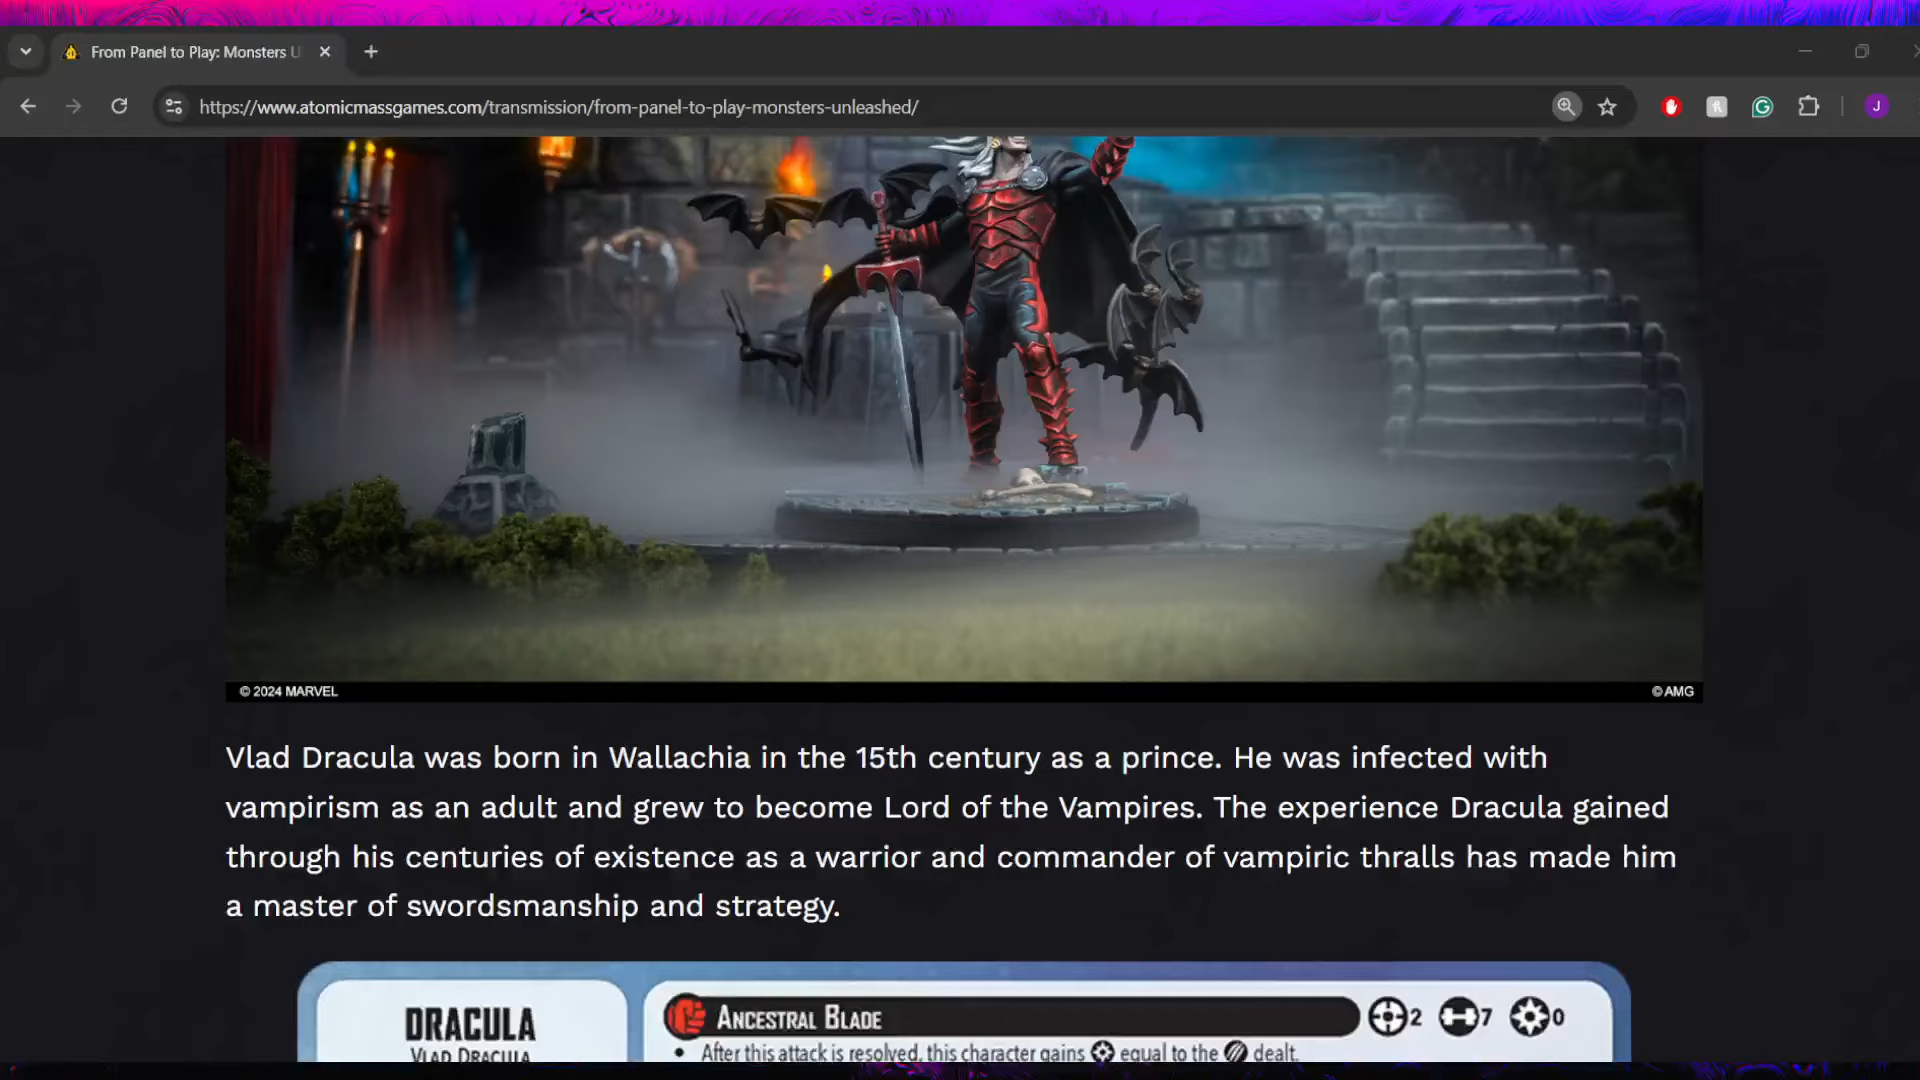 From Panel to Play: Monsters U
https://www.atomicmassgames.com/transmission/from-panel-to-play-monsters-unleashed/
J
© 2024 MARVEL
© AMG
Vlad Dracula was born in Wallachia in the 15th century as a prince. He was infected with
vampirism as an adult and grew to become Lord of the Vampires. The experience Dracula gained
through his centuries of existence as a warrior and commander of vampiric thralls has made him
a master of swordsmanship and strategy.
DRACULA
VLAD DRACULA
ANCESTRAL BLADE 2 7 0
• After this attack is resolved, this character gains equal to the dealt.